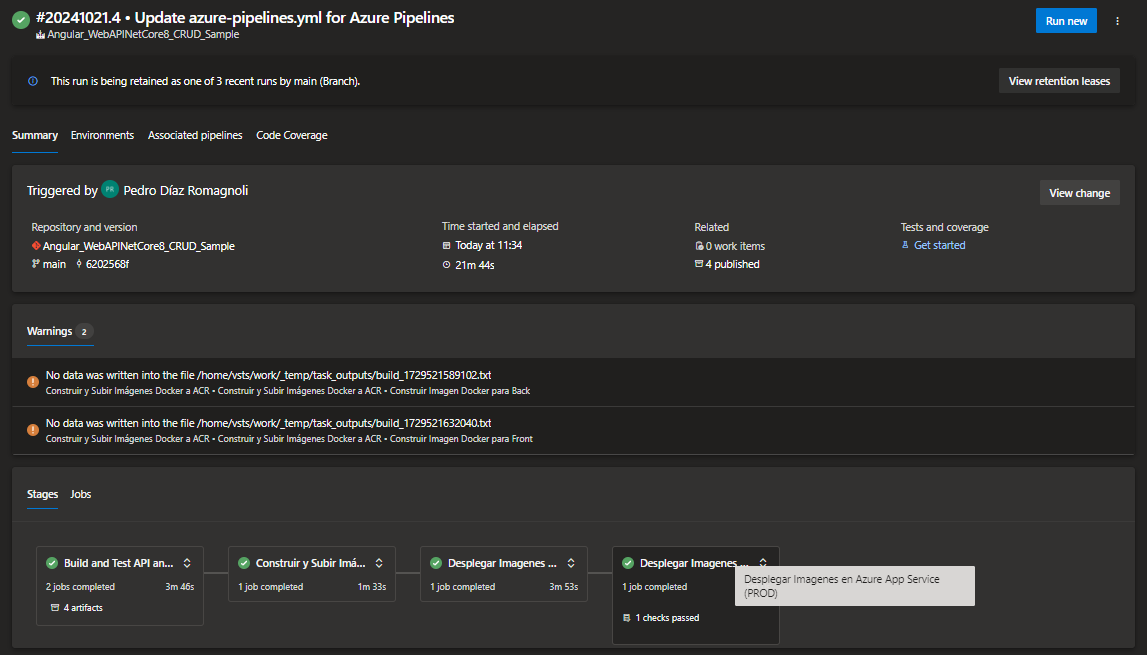 #20241021.4 • Update azure-pipelines.yml for Azure Pipelines
Run new
Angular_WebAPINetCore8_CRUD_Sample
This run is being retained as one of 3 recent runs by main (Branch).
View retention leases
Summary Environments Associated pipelines Code Coverage
Triggered by PR Pedro Díaz Romagnoli
View change
Repository and version
Angular_WebAPINetCore8_CRUD_Sample
main 6202568f
Time started and elapsed
Today at 11:34
21m 44s
Related
0 work items
4 published
Tests and coverage
Get started
Warnings 2
No data was written into the file /home/vsts/work/_temp/task_outputs/build_1729521589102.txt
Construir y Subir Imágenes Docker a ACR • Construir y Subir Imágenes Docker a ACR • Construir Imagen Docker para Back
No data was written into the file /home/vsts/work/_temp/task_outputs/build_1729521632040.txt
Construir y Subir Imágenes Docker a ACR • Construir y Subir Imágenes Docker a ACR • Construir Imagen Docker para Front
Stages Jobs
Build and Test API an...
2 jobs completed 3m 46s
4 artifacts
Construir y Subir Imá...
1 job completed 1m 33s
Desplegar Imagenes ...
1 job completed 3m 53s
Desplegar Imagenes ...
1 job completed
1 checks passed
Desplegar Imagenes en Azure App Service
(PROD)